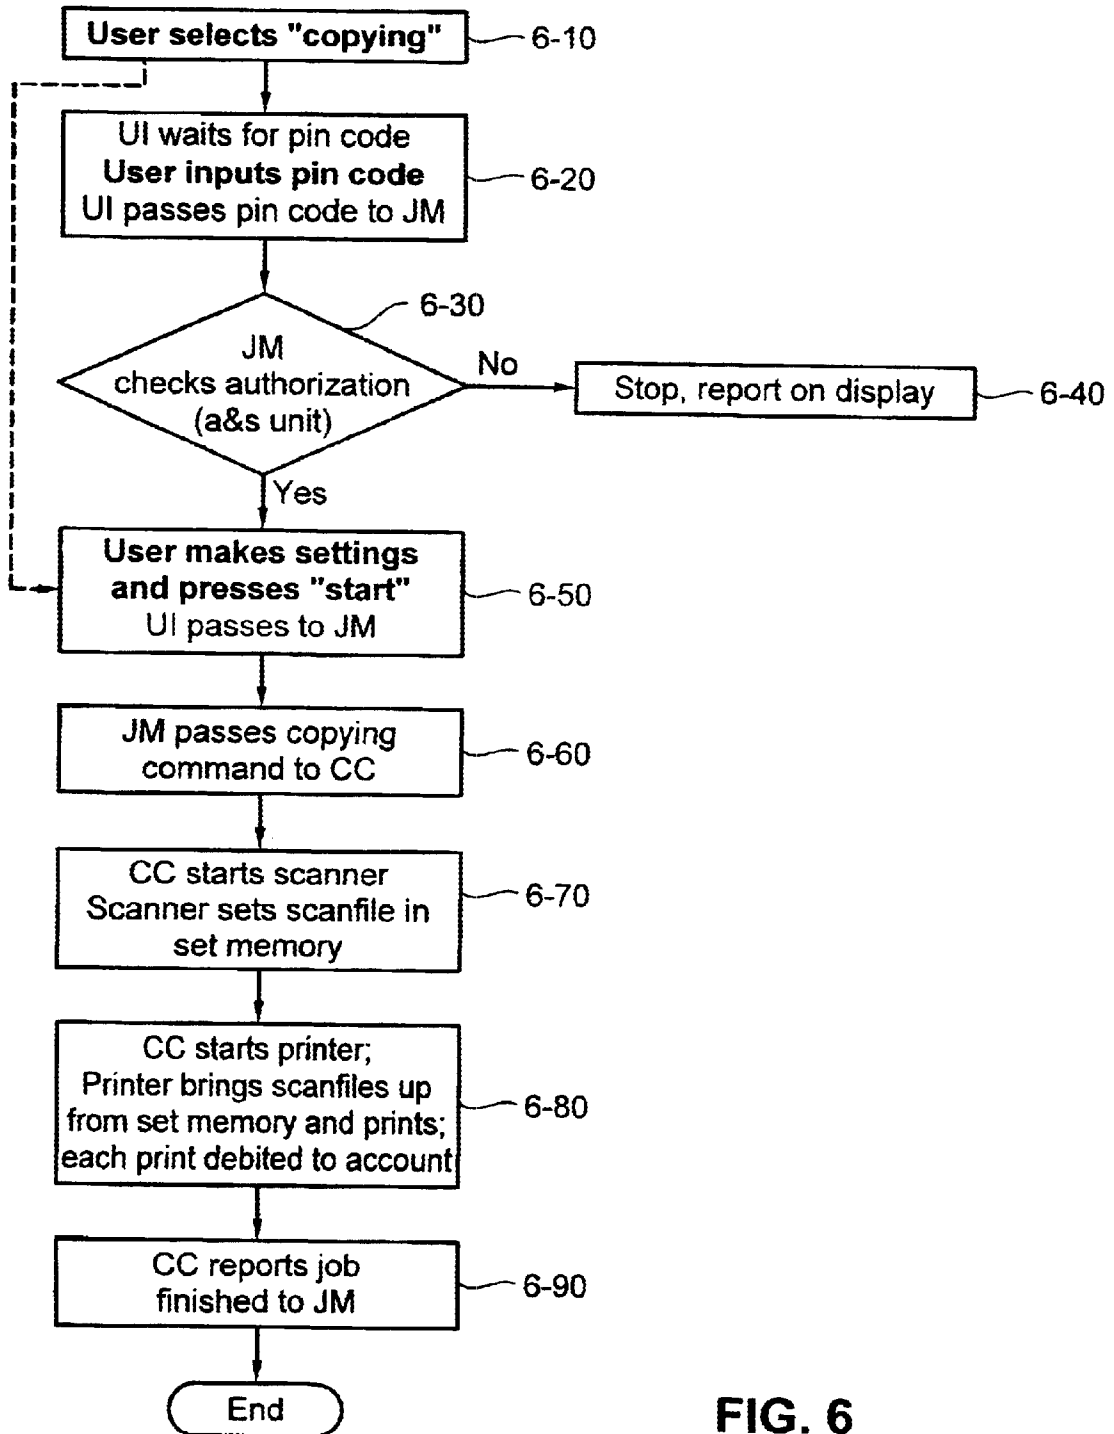 User selects "copying"
6-10
UI waits for pin code
User inputs pin code
UI passes pin code to JM
6-20
6-30
JM
checks authorization
(a&s unit)
No
Stop, report on display
6-40
Yes
User makes settings
and presses "start"
UI passes to JM
6-50
JM passes copying
command to CC
6-60
CC starts scanner
Scanner sets scanfile in
set memory
6-70
CC starts printer;
Printer brings scanfiles up
from set memory and prints;
each print debited to account
6-80
CC reports job
finished to JM
6-90
End
FIG. 6